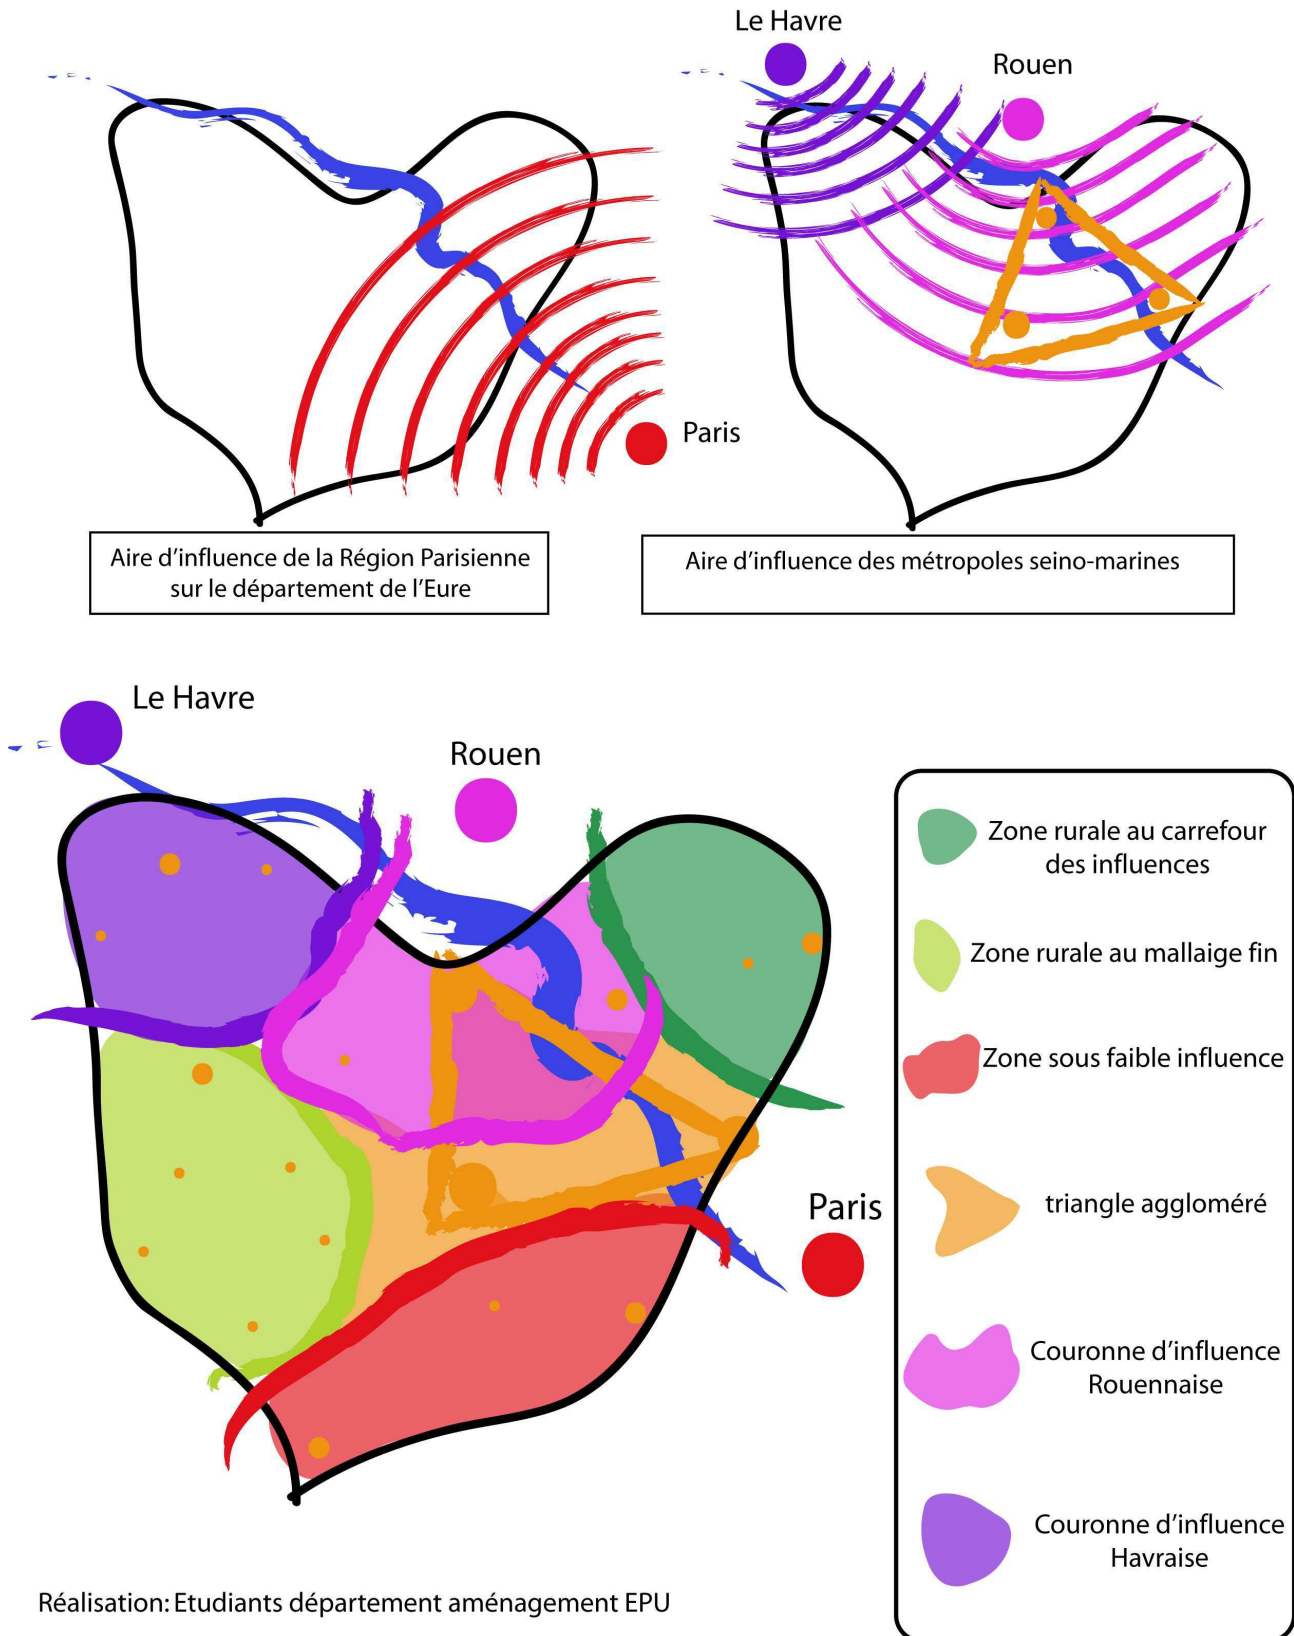 Le Havre
Rouen
Paris
Aire d'influence de la Région Parisienne
sur le département de l'Eure
Aire d'influence des métropoles seino-marines
Le Havre
Rouen
Paris
Zone rurale au carrefour
des influences
Zone rurale au mallaige fin
Zone sous faible influence
triangle aggloméré
Couronne d'influence
Rouennaise
Couronne d'influence
Havraise
Réalisation: Etudiants département aménagement EPU